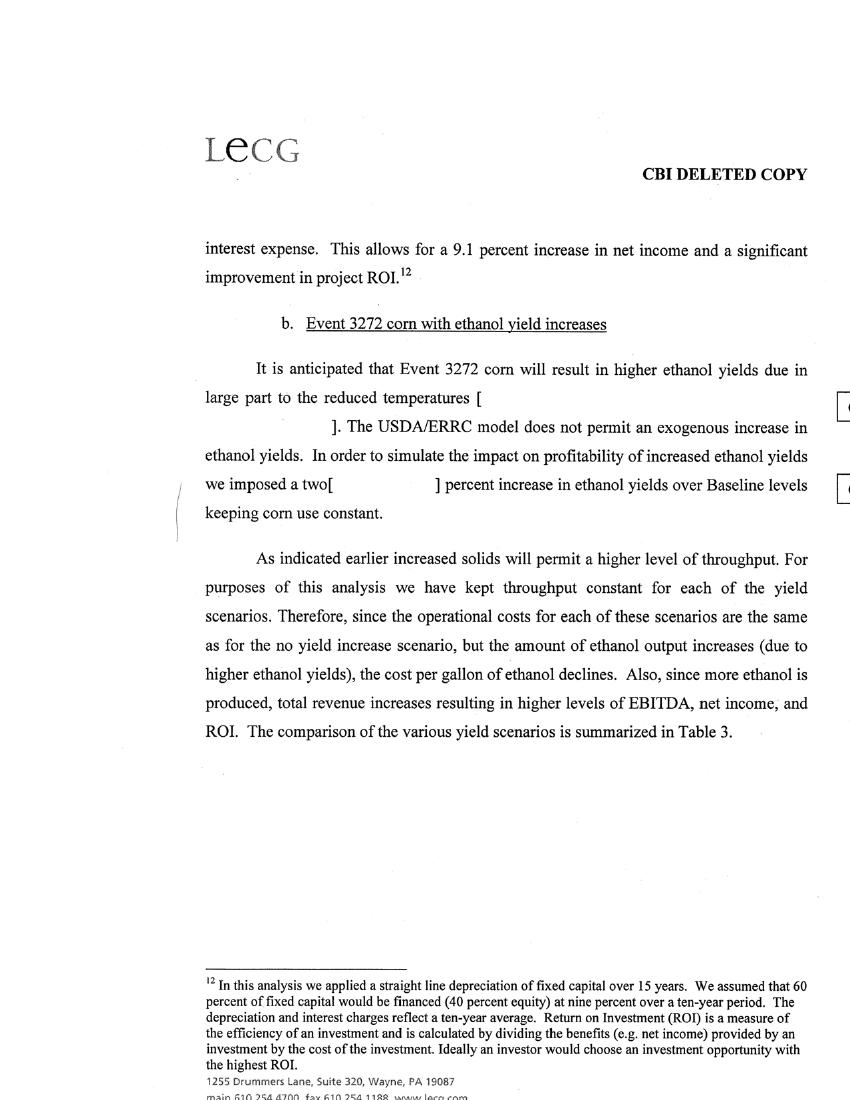 LECG
CBI DELETED COPY
interest expense. This allows for a 9.1 percent increase in net income and a significant
improvement in project ROI.12
b. Event 3272 corn with ethanol yield increases
It is anticipated that Event 3272 corn will result in higher ethanol yields due in
large part to the reduced temperatures [
]. The USDA/ERRC model does not permit an exogenous increase in
ethanol yields. In order to simulate the impact on profitability of increased ethanol yields
we imposed a two[ ] percent increase in ethanol yields over Baseline levels
keeping corn use constant.
As indicated earlier increased solids will permit a higher level of throughput. For
purposes of this analysis we have kept throughput constant for each of the yield
scenarios. Therefore, since the operational costs for each of these scenarios are the same
as for the no yield increase scenario, but the amount of ethanol output increases (due to
higher ethanol yields), the cost per gallon of ethanol declines. Also, since more ethanol is
produced, total revenue increases resulting in higher levels of EBITDA, net income, and
ROI. The comparison of the various yield scenarios is summarized in Table 3.
12 In this analysis we applied a straight line depreciation of fixed capital over 15 years. We assumed that 60
percent of fixed capital would be financed (40 percent equity) at nine percent over a ten-year period. The
depreciation and interest charges reflect a ten-year average. Return on Investment (ROI) is a measure of
the efficiency of an investment and is calculated by dividing the benefits (e.g. net income) provided by an
investment by the cost of the investment. Ideally an investor would choose an investment opportunity with
the highest ROI.
1255 Drummers Lane, Suite 320, Wayne, PA 19087
main 610.254.4700 fax 610.254.1188 www.lecg.com